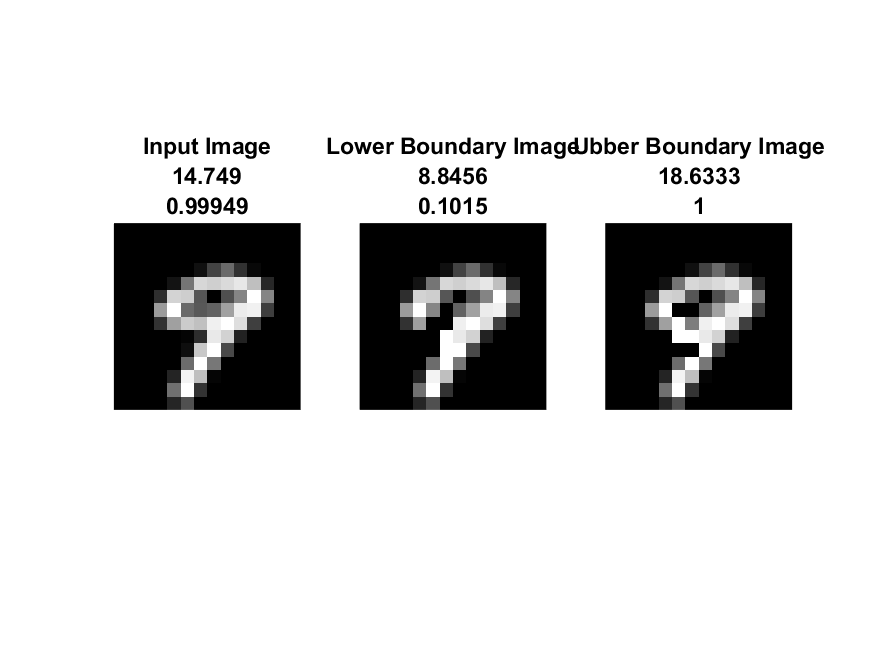 Input Image
14.749
0.99949
Lower Boundary Image
8.8456
0.1015
Ubber Boundary Image
18.6333
1